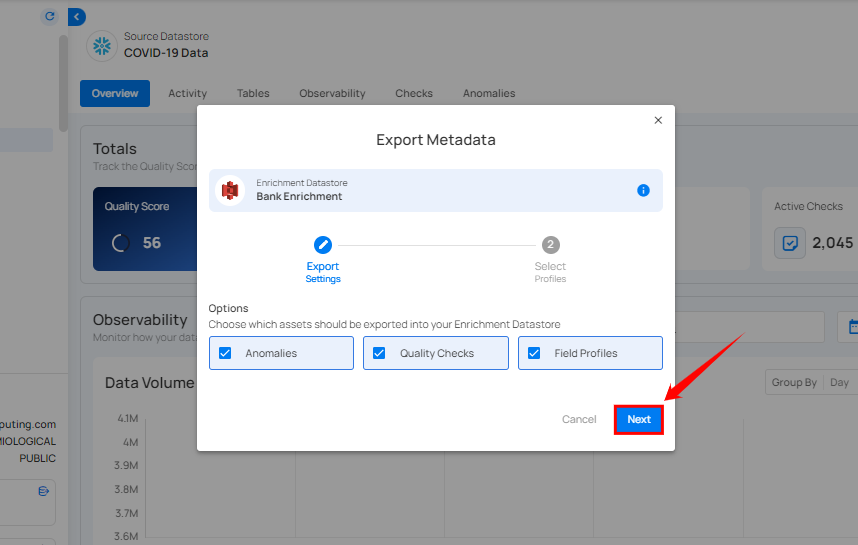 Source Datastore
COVID-19 Data
Overview Activity Tables Observability Checks Anomalies
Export Metadata
Totals
Track the Quality Scor
Enrichment Datastore
Bank Enrichment
Quality Score
56
Active Checks
2,045
2
Export
Settings
Select
Profiles
Options
Choose which assets should be exported into your Enrichment Datastore
Anomalies Quality Checks Field Profiles
Observability
Monitor how your data
Data Volume
Group By Day
Cancel Next
4.1M
4M
3.9M
3.8M
3.7M
3.6M
puting.com
MIOLOGICAL
PUBLIC